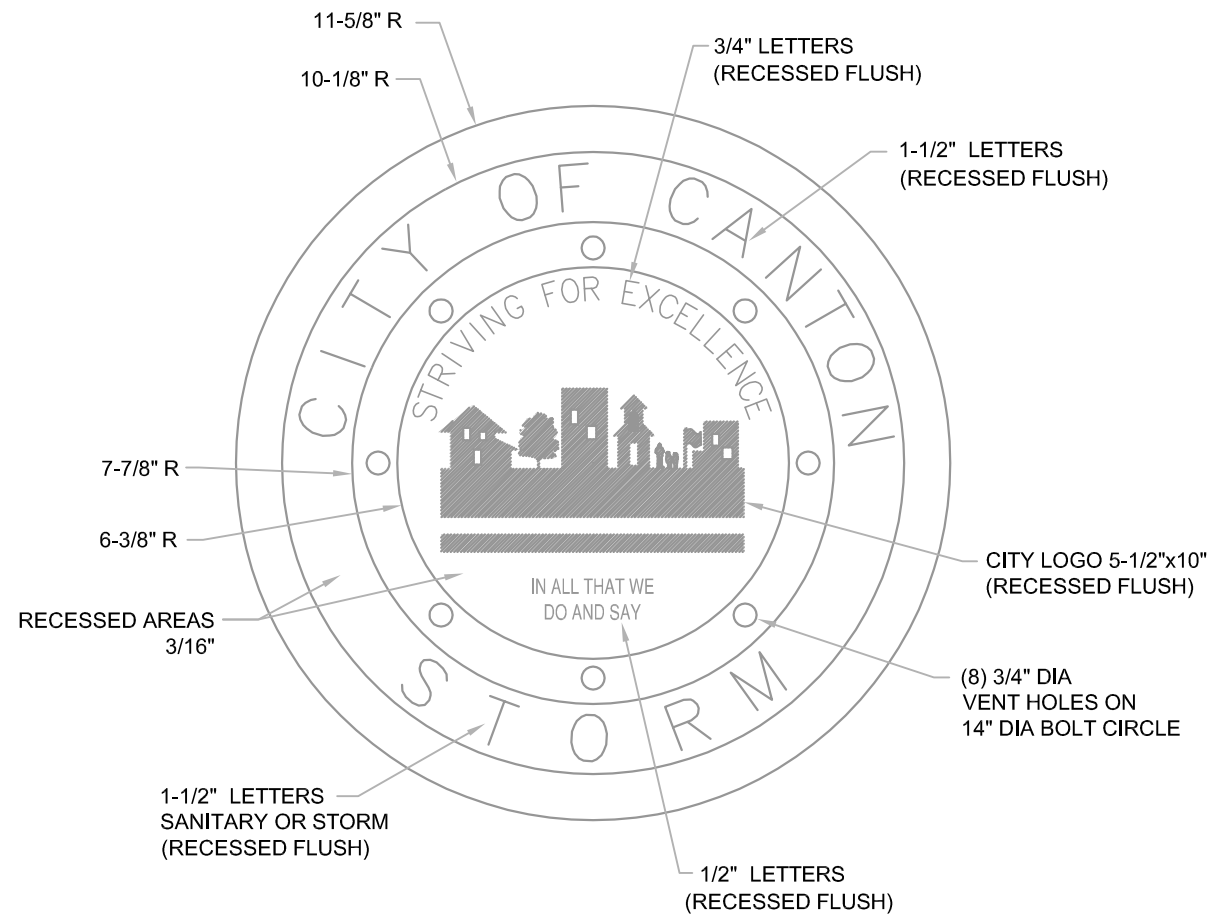 11-5/8" R
10-1/8" R
3/4" LETTERS
(RECESSED FLUSH)
1-1/2" LETTERS
(RECESSED FLUSH)
CITY OF CANTON
STRIVING FOR EXCELLENCE
7-7/8" R
6-3/8" R
RECESSED AREAS
3/16"
IN ALL THAT WE
DO AND SAY
CITY LOGO 5-1/2"x10"
(RECESSED FLUSH)
(8) 3/4" DIA
VENT HOLES ON
14" DIA BOLT CIRCLE
STORM
1-1/2" LETTERS
SANITARY OR STORM
(RECESSED FLUSH)
1/2" LETTERS
(RECESSED FLUSH)